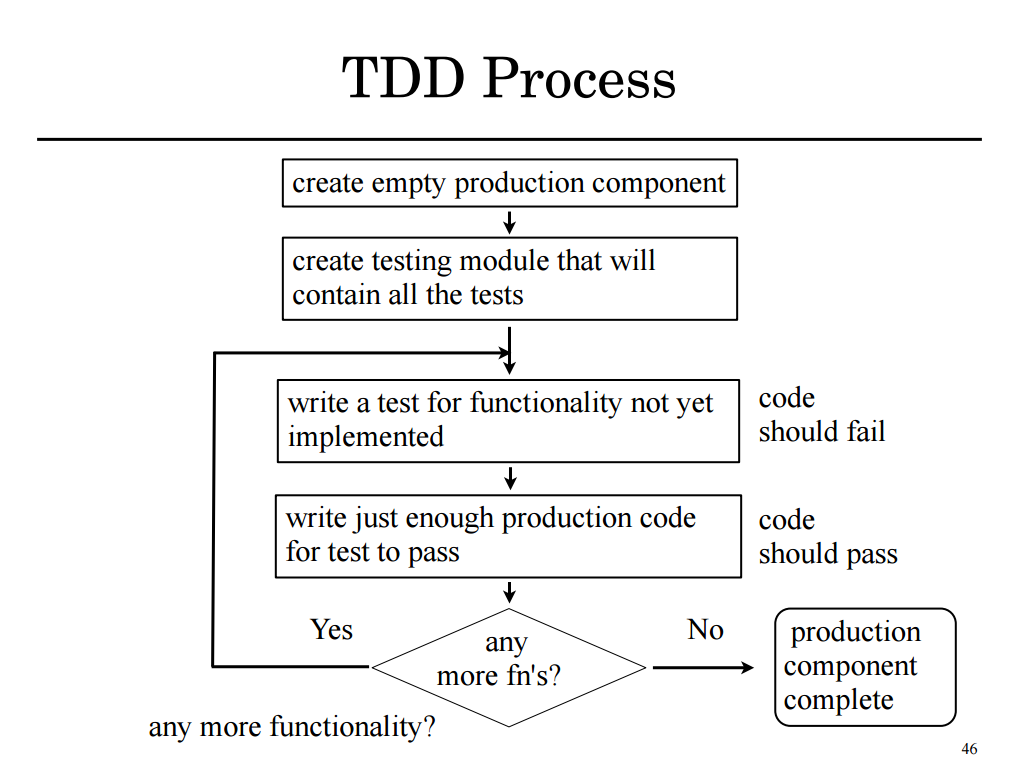 TDD Process
create empty production component
create testing module that will
contain all the tests
write a test for functionality not yet
implemented
code
should fail
write just enough production code
for test to pass
code
should pass
Yes
any
more fn's?
No
production
component
complete
any more functionality?
46